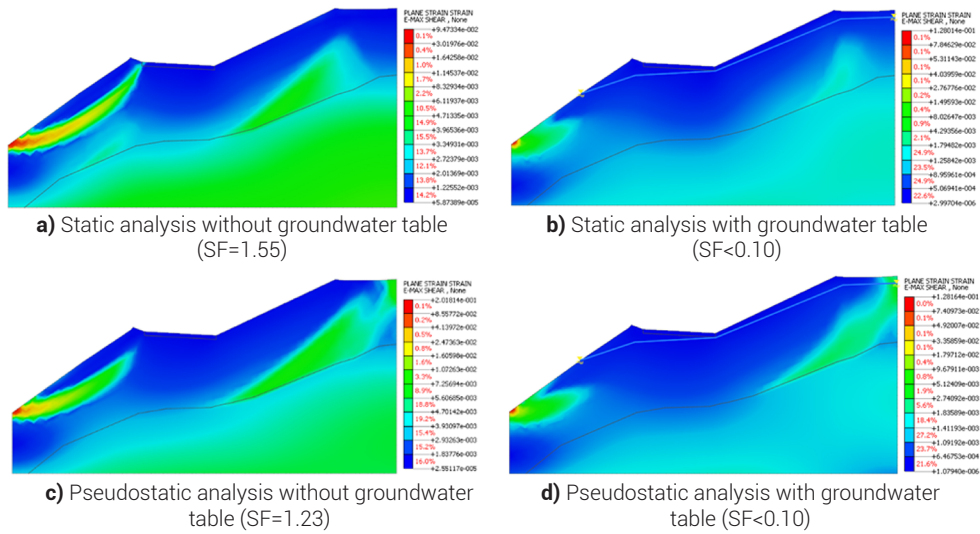 PLANE STRAIN STRAIN
E-MAX SHEAR , None
+9.47334e-002
0.1%
+3.01976e-002
0.4%
+1.64258e-002
1.0%
+1.14537e-002
1.7%
+8.32934e-003
2.2%
+6.11937e-003
10.5%
+4.71335e-003
14.9%
+3.96536e-003
15.5%
+3.34931e-003
13.7%
+2.72379e-003
12.1%
+2.01369e-003
13.8%
+1.22552e-003
14.2%
+5.87389e-005
a) Static analysis without groundwater table
(SF=1.55)
PLANE STRAIN STRAIN
E-MAX SHEAR , None
+1.28014e-001
0.1%
+7.84629e-002
0.1%
+5.31143e-002
0.1%
+4.03959e-002
0.1%
+2.76776e-002
0.2%
+1.49593e-002
0.4%
+8.02647e-003
0.9%
+4.29356e-003
2.1%
+1.79482e-003
24.9%
+1.25842e-003
23.5%
+8.95961e-004
24.9%
+5.06941e-004
22.6%
+2.99704e-006
b) Static analysis with groundwater table
(SF<0.10)
PLANE STRAIN STRAIN
E-MAX SHEAR , None
+2.01814e-001
0.1%
+8.55772e-002
0.2%
+4.13972e-002
0.5%
+2.47363e-002
0.8%
+1.60598e-002
1.6%
+1.02263e-002
3.3%
+7.25694e-003
8.9%
+5.60685e-003
18.8%
+4.70142e-003
19.2%
+3.93097e-003
15.4%
+2.93263e-003
15.2%
+1.83776e-003
16.0%
+2.55117e-005
c) Pseudostatic analysis without groundwater
table (SF=1.23)
PLANE STRAIN STRAIN
E-MAX SHEAR , None
+1.28164e-001
0.0%
+7.40973e-002
0.1%
+4.92007e-002
0.1%
+3.35859e-002
0.1%
+1.79712e-002
0.4%
+9.67911e-003
0.8%
+5.12409e-003
1.9%
+2.74092e-003
5.6%
+1.83589e-003
18.4%
+1.41193e-003
27.2%
+1.09192e-003
23.7%
+6.46753e-004
21.6%
+1.07940e-006
d) Pseudostatic analysis with groundwater
table (SF<0.10)